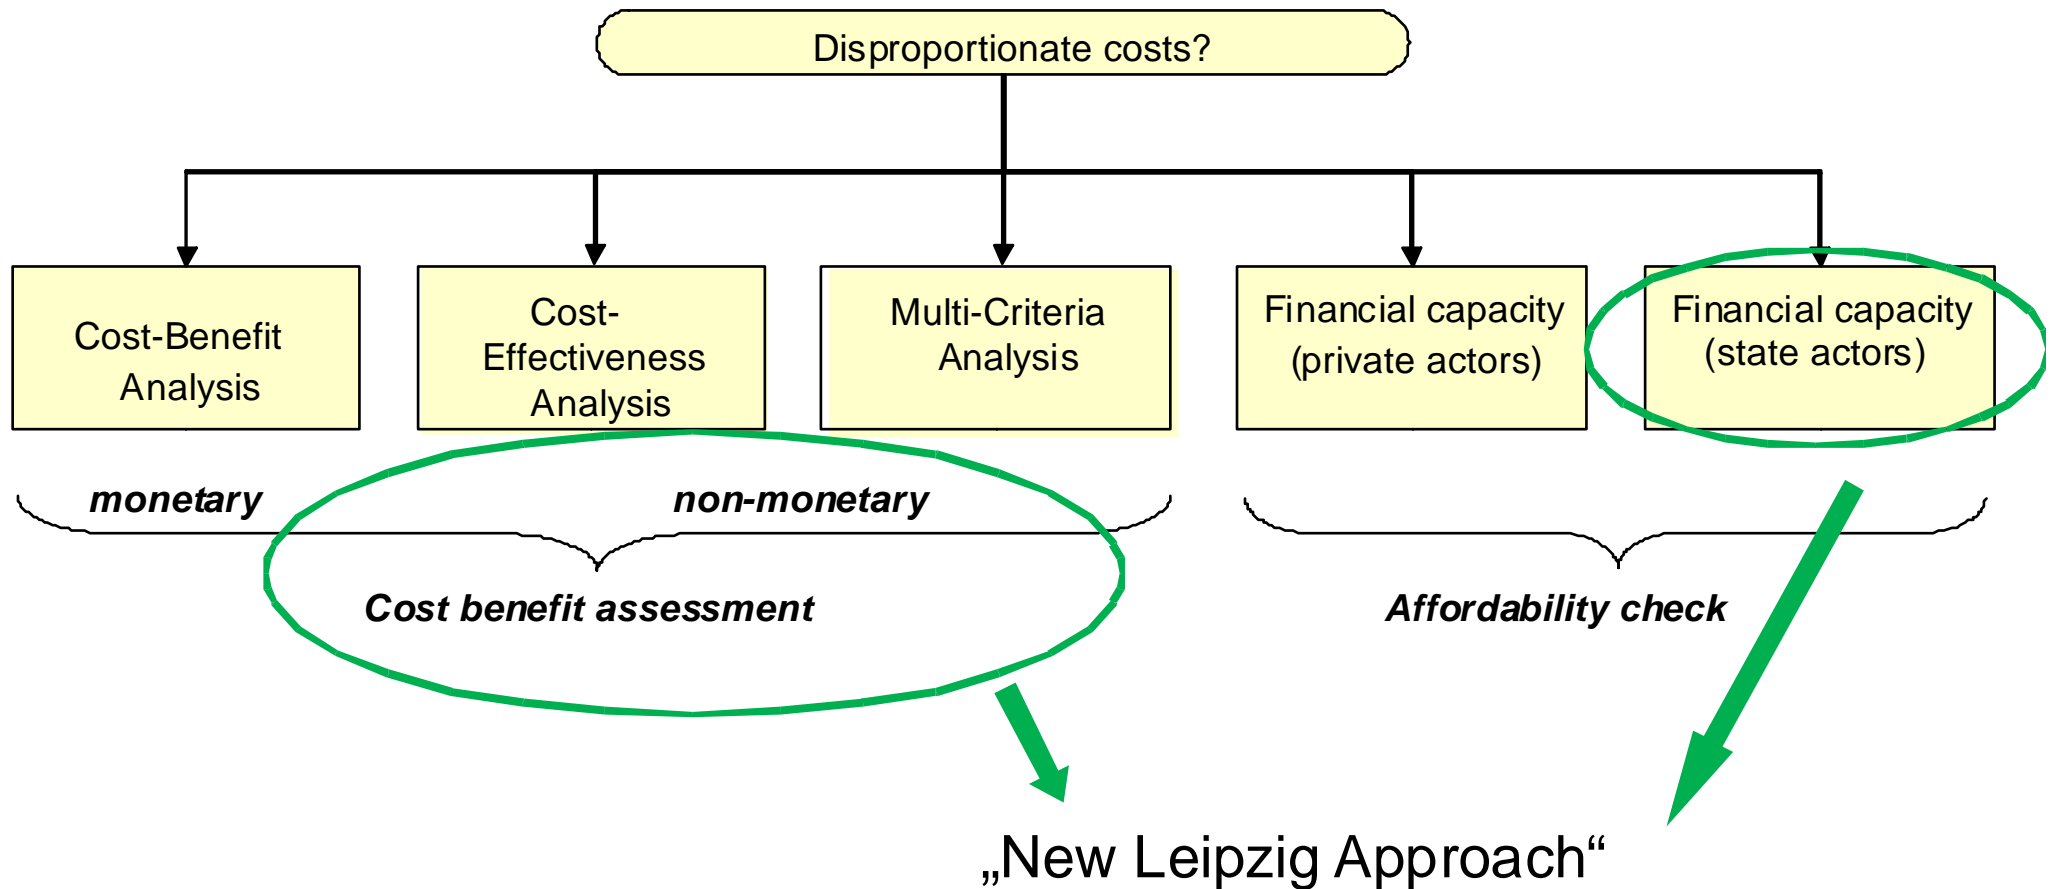 Disproportionate costs?
Cost-Benefit
Analysis
Cost-
Effectiveness
Analysis
Multi-Criteria
Analysis
Financial capacity
(private actors)
Financial capacity
(state actors)
monetary
non-monetary
Cost benefit assessment
Affordability check
„New Leipzig Approach“